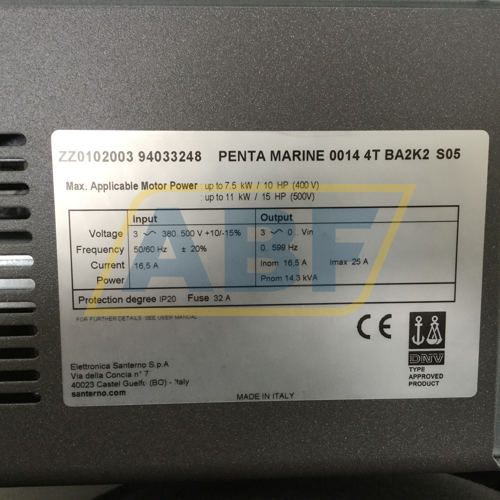 ZZ0102003 94033248 PENTA MARINE 0014 4T BA2K2 S05
Max. Applicable Motor Power : up to 7.5 kW / 10 HP (400 V)
: up to 11 kW / 15 HP (500V)
Input Output
Voltage 3 ~ 380..500 V +10/-15% 3 ~ 0.. Vin
Frequency 50/60 Hz ± 20% 0..599 Hz
Current 16,5 A Inom 16,5 A Imax 25 A
Power Pnom 14,3 kVA
Protection degree IP20 Fuse 32 A
FOR FURTHER DETAILS: SEE USER MANUAL
CE
DNV
TYPE
APPROVED
PRODUCT
Elettronica Santerno S.p.A
Via della Concia n° 7
40023 Castel Guelfo (BO) - Italy
santerno.com
MADE IN ITALY
ABF